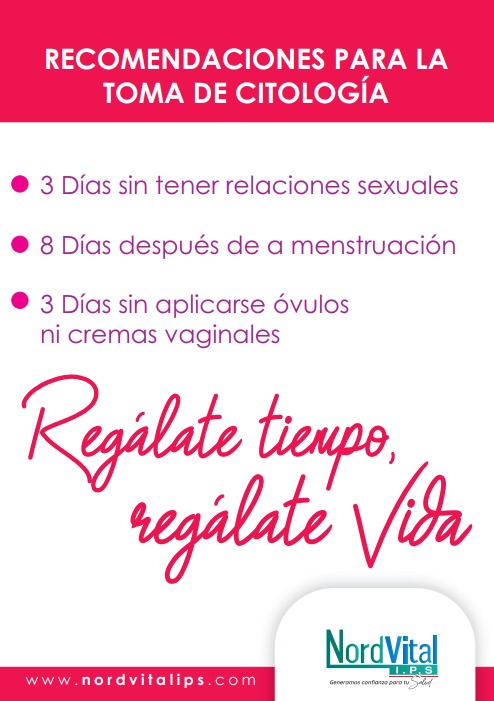 RECOMENDACIONES PARA LA
TOMA DE CITOLOGÍA
3 Días sin tener relaciones sexuales
8 Días después de a menstruación
3 Días sin aplicarse óvulos
ni cremas vaginales
Regálate tiempo,
regálate Vida
NordVital
I.P.S
Generamos confianza para tu Salud
www.nordvitalips.com